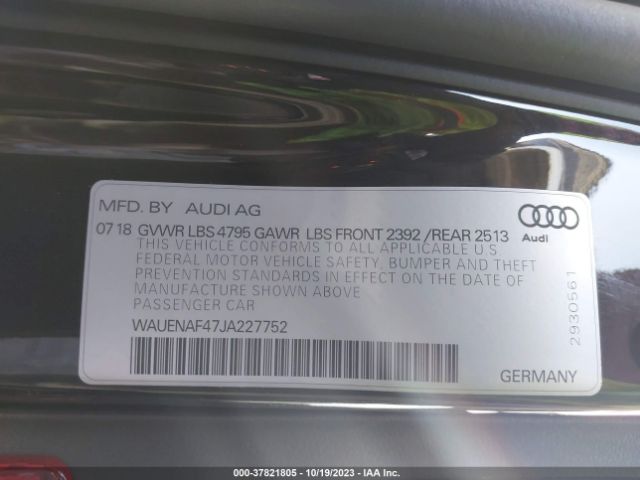 MFD. BY AUDI AG
07 18 GVWR LBS 4795 GAWR LBS FRONT 2392 /REAR 2513
THIS VEHICLE CONFORMS TO ALL APPLICABLE U.S
FEDERAL MOTOR VEHICLE SAFETY, BUMPER AND THEFT
PREVENTION STANDARDS IN EFFECT ON THE DATE OF
MANUFACTURE SHOWN ABOVE
PASSENGER CAR
WAUENAF47JA227752
Audi
2930561
GERMANY
000-37821805 - 10/19/2023 - IAA Inc.